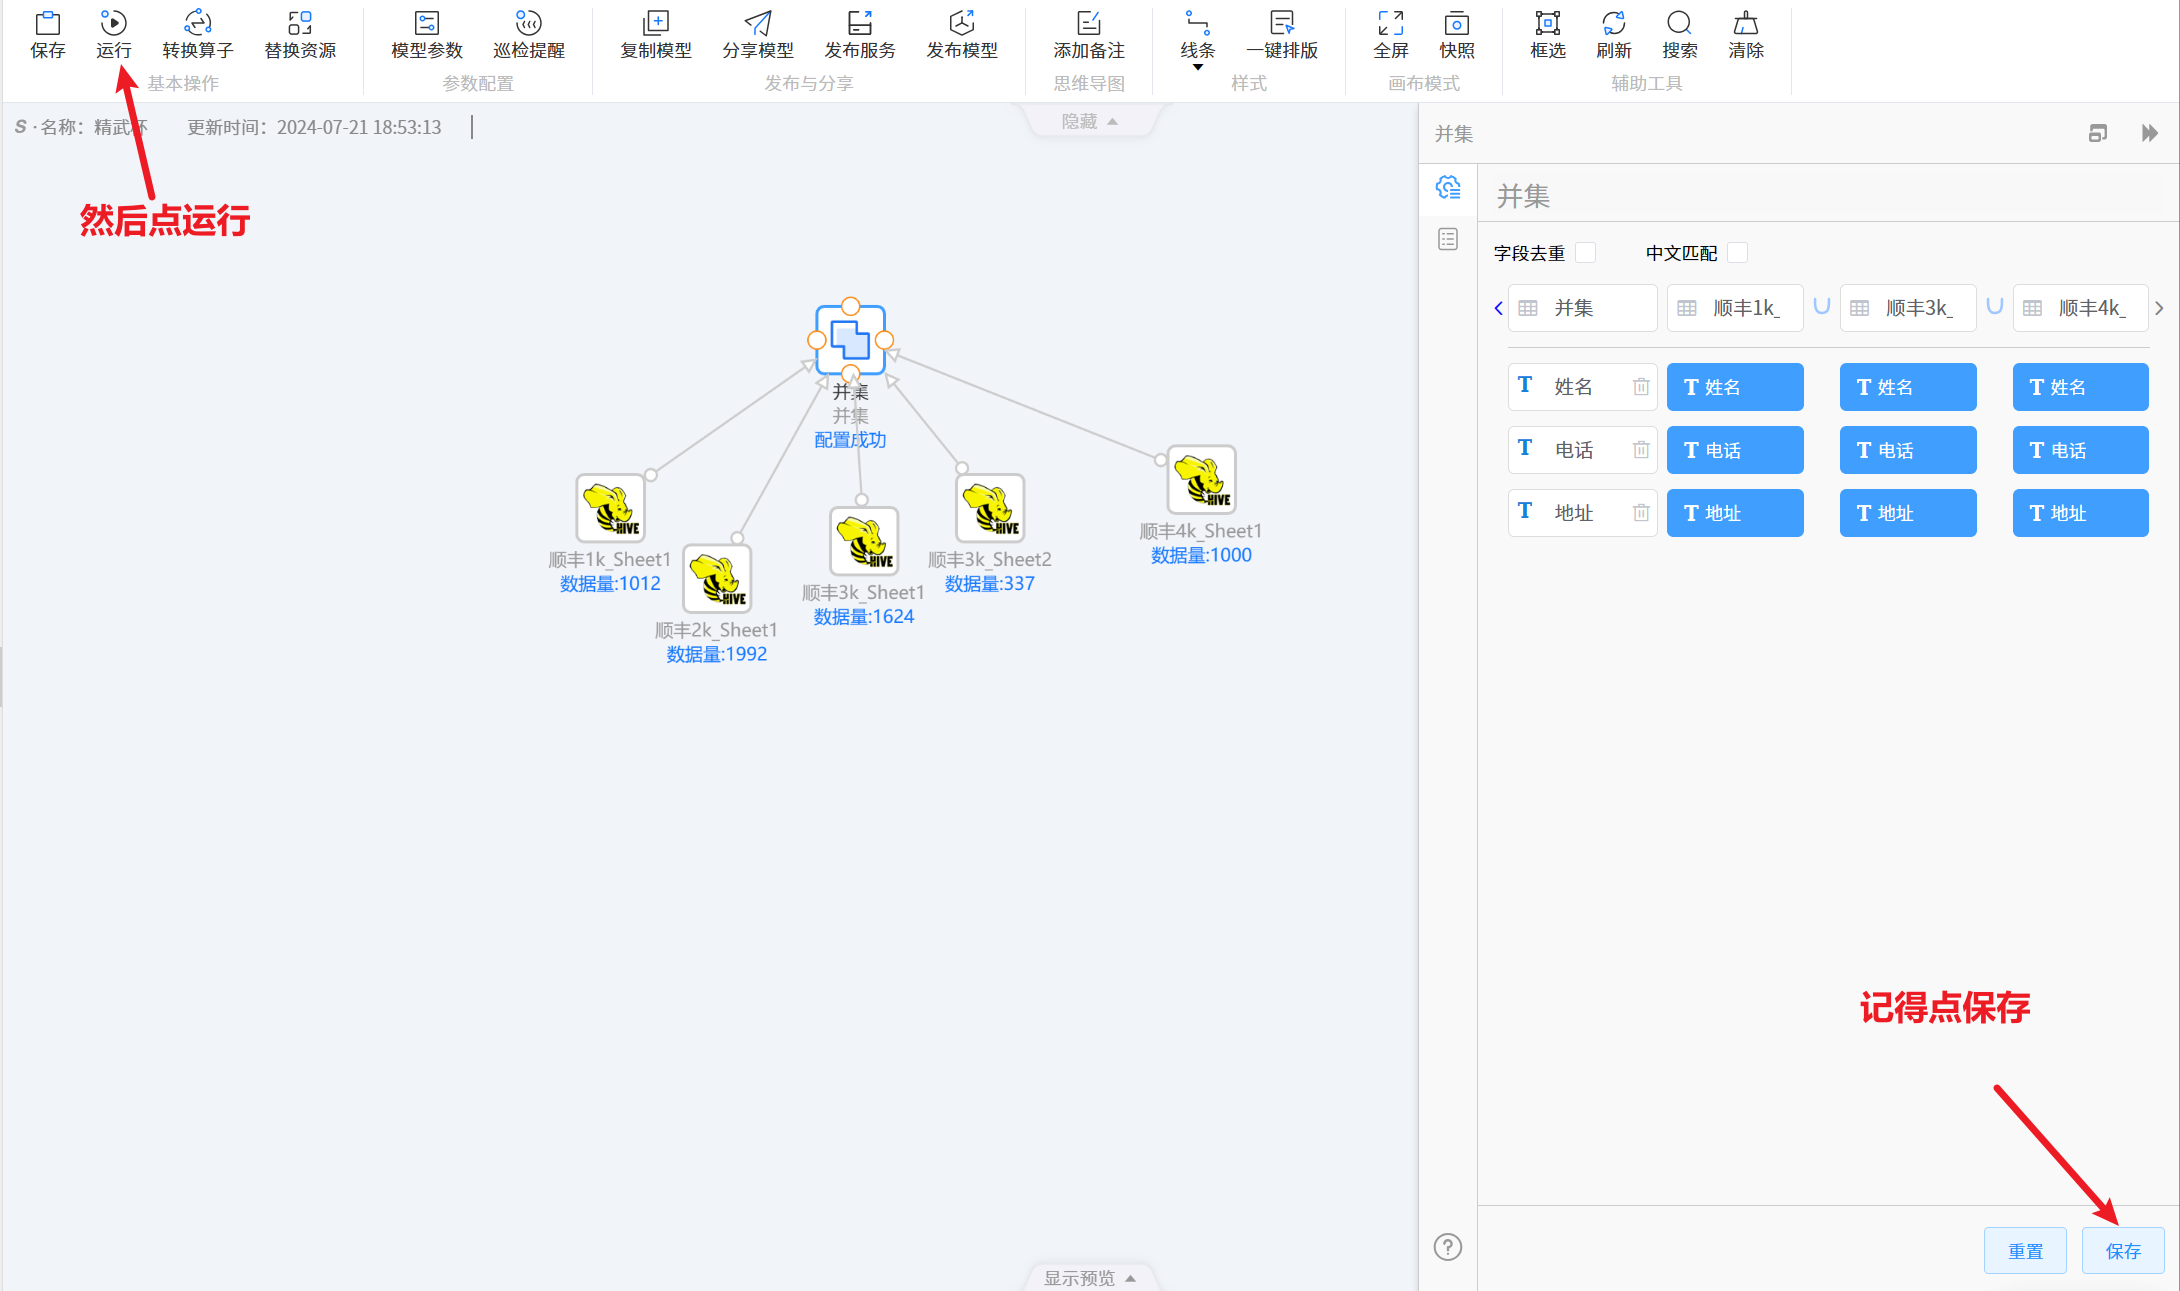 保存 运行 转换算子 替换资源 模型参数 巡检提醒 复制模型 分享模型 发布服务 发布模型 添加备注 线条 一键排版 全屏 快照 框选 刷新 搜索 清除
基本操作 参数配置 发布与分享 思维导图 样式 画布模式 辅助工具
S · 名称: 精武杯 更新时间: 2024-07-21 18:53:13
隐藏
然后点运行
并集
并集
配置成功
HIVE
顺丰1k_Sheet1
数据量:1012
HIVE
顺丰2k_Sheet1
数据量:1992
HIVE
顺丰3k_Sheet1
数据量:1624
HIVE
顺丰3k_Sheet2
数据量:337
HIVE
顺丰4k_Sheet1
数据量:1000
显示预览
并集
并集
字段去重 中文匹配
并集 顺丰1k_ 顺丰3k_ 顺丰4k_
T 姓名 T 姓名 T 姓名 T 姓名
T 电话 T 电话 T 电话 T 电话
T 地址 T 地址 T 地址 T 地址
记得点保存
?
重置 保存